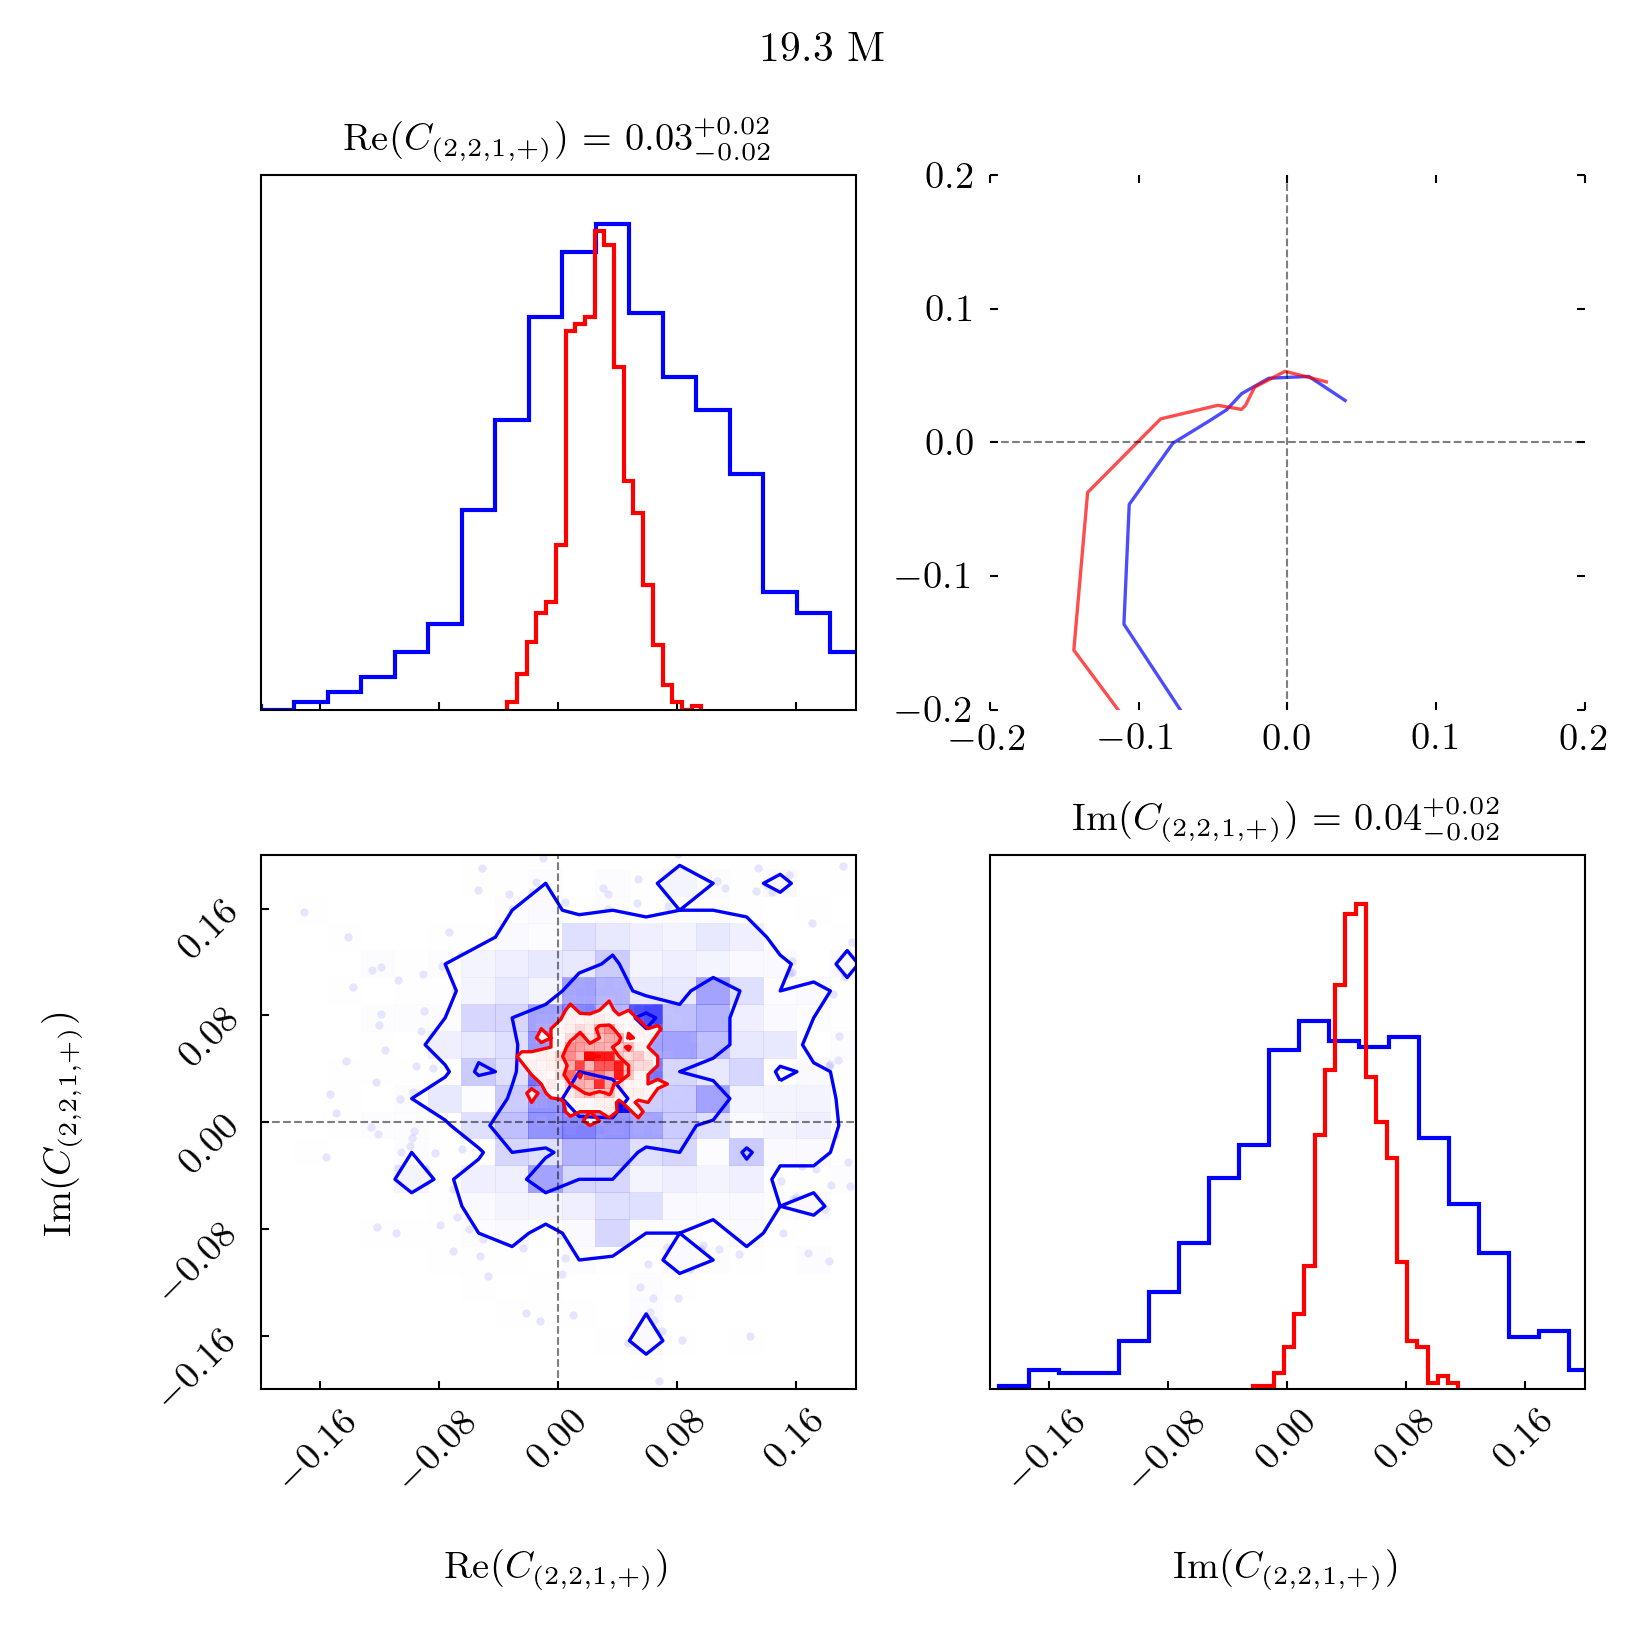 19.3 M
Re(C_{(2,2,1,+)}) = 0.03^{+0.02}_{-0.02}
0.2
0.1
0.0
−0.1
−0.2
−0.2 −0.1 0.0 0.1 0.2
Im(C_{(2,2,1,+)}) = 0.04^{+0.02}_{-0.02}
0.16
0.08
0.00
−0.08
−0.16
Im(C_{(2,2,1,+)})
−0.16 −0.08 0.00 0.08 0.16
−0.16 −0.08 0.00 0.08 0.16
Re(C_{(2,2,1,+)})
Im(C_{(2,2,1,+)})